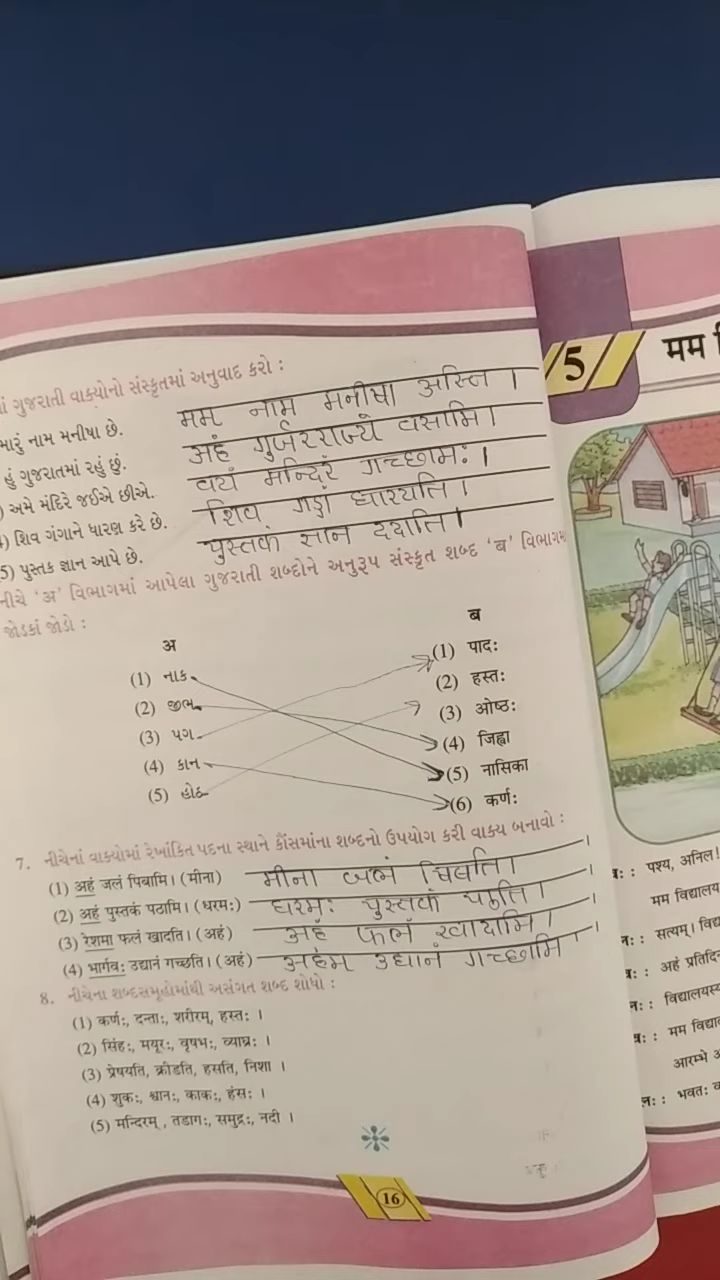 ગુજરાતી વાક્યોનો સંસ્કૃતમાં અનુવાદ કરો :
મારું નામ મનીષા છે. मम नाम मनीषा अस्ति ।
હું ગુજરાતમાં રહું છું. अहं गुर्जरराज्ये वसामि ।
) અમે મંદિરે જઈએ છીએ. वयं मन्दिरं गच्छामः ।
4) શિવ ગંગાને ધારણ કરે છે. शिव गङ्गां धारयति ।
5) પુસ્તક જ્ઞાન આપે છે. पुस्तकं ज्ञान ददाति ।
નીચે 'अ' વિભાગમાં આપેલા ગુજરાતી શબ્દોને અનુરૂપ સંસ્કૃત શબ્દ 'ब' વિભાગમાં
જોડકાં જોડો :
अ ब
(1) નાક (1) पादः
(2) જીભ (2) हस्तः
(3) પગ (3) ओष्ठः
(4) કાન (4) जिह्वा
(5) હોઠ (5) नासिका
(6) कर्णः
7. નીચેનાં વાક્યોમાં રેખાંકિત પદના સ્થાને કૌંસમાંના શબ્દનો ઉપયોગ કરી વાક્ય બનાવો :
(1) अहं जलं पिबामि। (मीना) मीना जलं पिबति। ।
(2) अहं पुस्तकं पठामि। (धरमः) धरमः पुस्तकं पठति। ।
(3) रेशमा फलं खादति। (अहं) अहं फलं खादामि। ।
(4) भार्गवः उद्यानं गच्छति। (अहं) अहम उद्यानं गच्छामि ।
8. નીચેના શબ્દસમૂહોમાંથી અસંગત શબ્દ શોધો :
(1) कर्णः, दन्ताः, शरीरम्, हस्तः ।
(2) सिंहः, मयूरः, वृषभः, व्याघ्रः ।
(3) प्रेषयति, क्रीडति, हसति, निशा ।
(4) शुकः, श्वानः, काकः, हंसः ।
(5) मन्दिरम् , तडागः, समुद्रः, नदी ।
16
5 मम
: पश्य, अनिल!
मम विद्यालय
: सत्यम्। विद्य
: अहं प्रतिदि
: विद्यालयस्य
: मम विद्या
आरम्भे
: भवतः